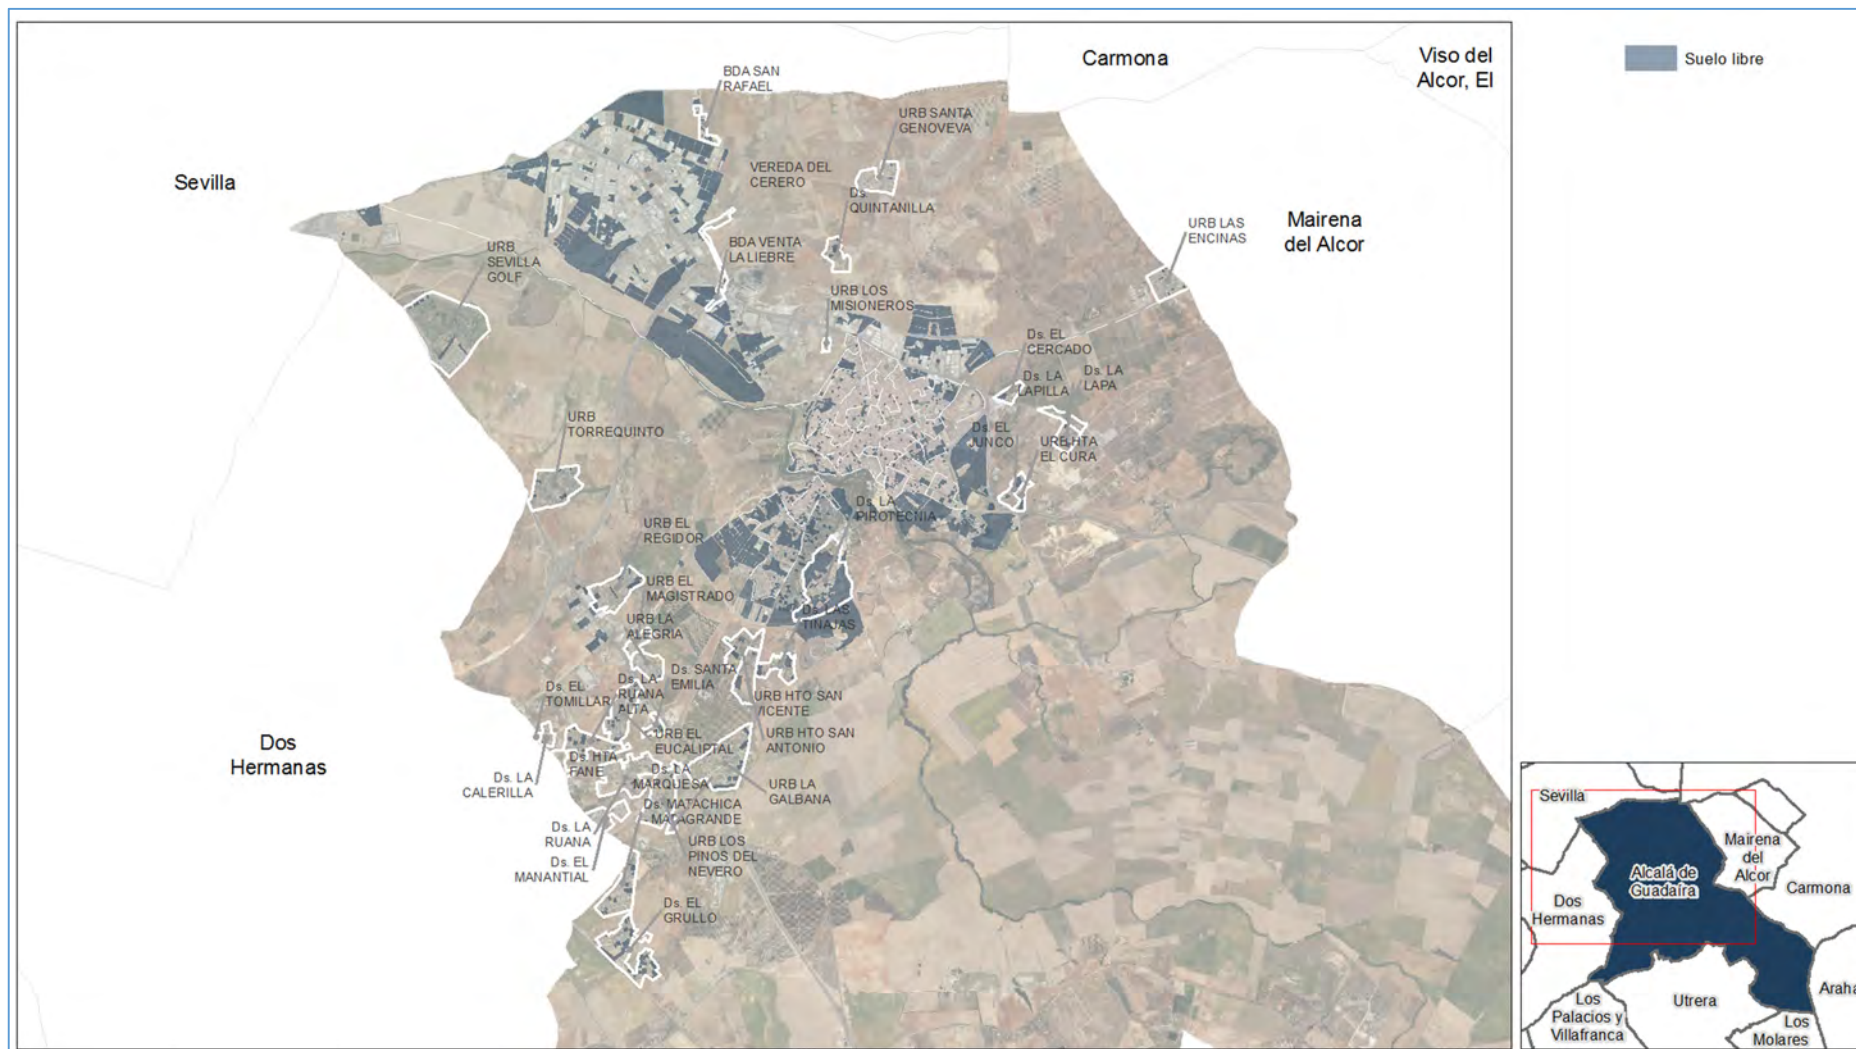 Carmona
Viso del
Alcor, El
Suelo libre
BDA SAN
RAFAEL
URB SANTA
GENOVEVA
Sevilla
VEREDA DEL
CERERO
Ds.
QUINTANILLA
URB LAS
ENCINAS
Mairena
del Alcor
URB
SEVILLA
GOLF
BDA VENTA
LA LIEBRE
URB LOS
MISIONEROS
Ds. EL
CERCADO
Ds. LA
LAPILLA
Ds. LA
LAPA
URB
TORREQUINTO
Ds. EL
JUNCO
URB HTA
EL CURA
Ds. LA
PIROTECNIA
URB EL
REGIDOR
URB EL
MAGISTRADO
Ds. LAS
TINAJAS
URB LA
ALEGRIA
Ds. SANTA
EMILIA
Ds. EL
TOMILLAR
Ds. LA
RUANA
ALTA
URB HTO SAN
VICENTE
URB EL
EUCALIPTAL
URB HTO SAN
ANTONIO
Dos
Hermanas
Ds. HTA
FANE
Ds. LA
MARQUESA
Ds. LA
CALERILLA
URB LA
GALBANA
Ds. MATACHICA
- MATAGRANDE
Ds. LA
RUANA
URB LOS
PINOS DEL
NEVERO
Ds. EL
MANANTIAL
Ds. EL
GRULLO
Sevilla
Mairena
del
Alcor
Alcalá de
Guadaíra
Carmona
Dos
Hermanas
Araha
Los
Palacios y
Villafranca
Utrera
Los
Molares